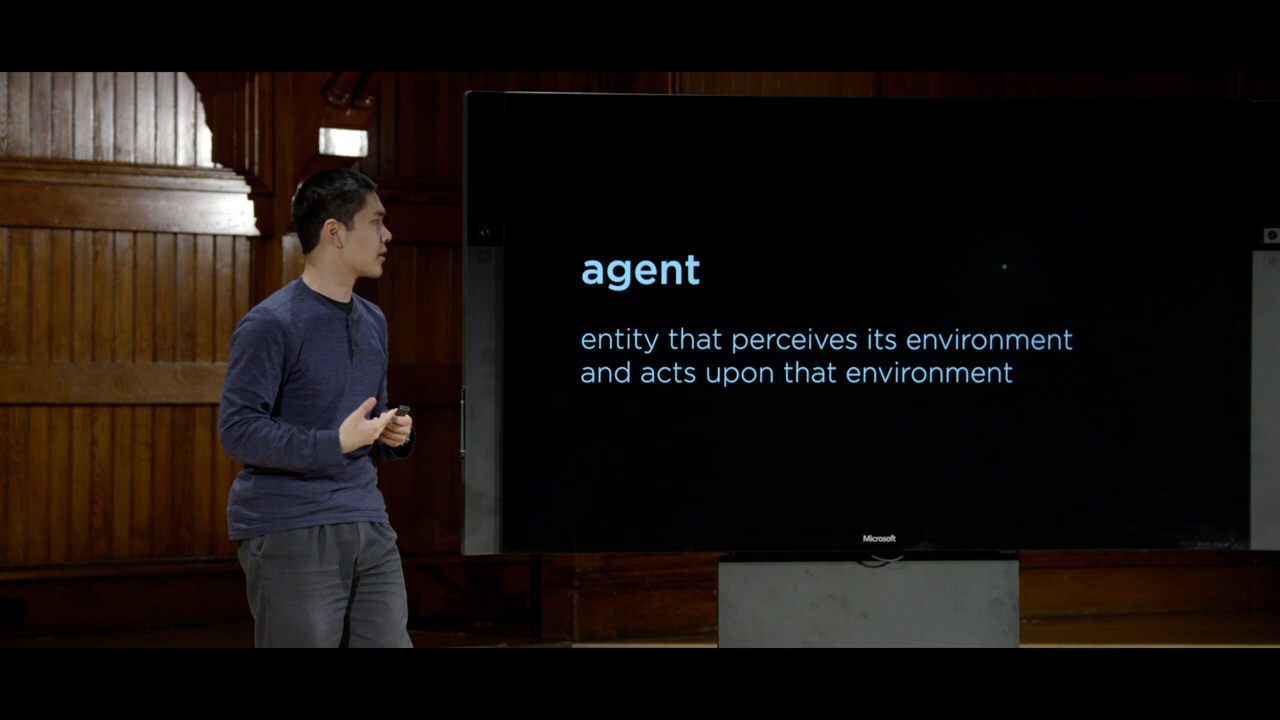 agent
entity that perceives its environment
and acts upon that environment
Microsoft